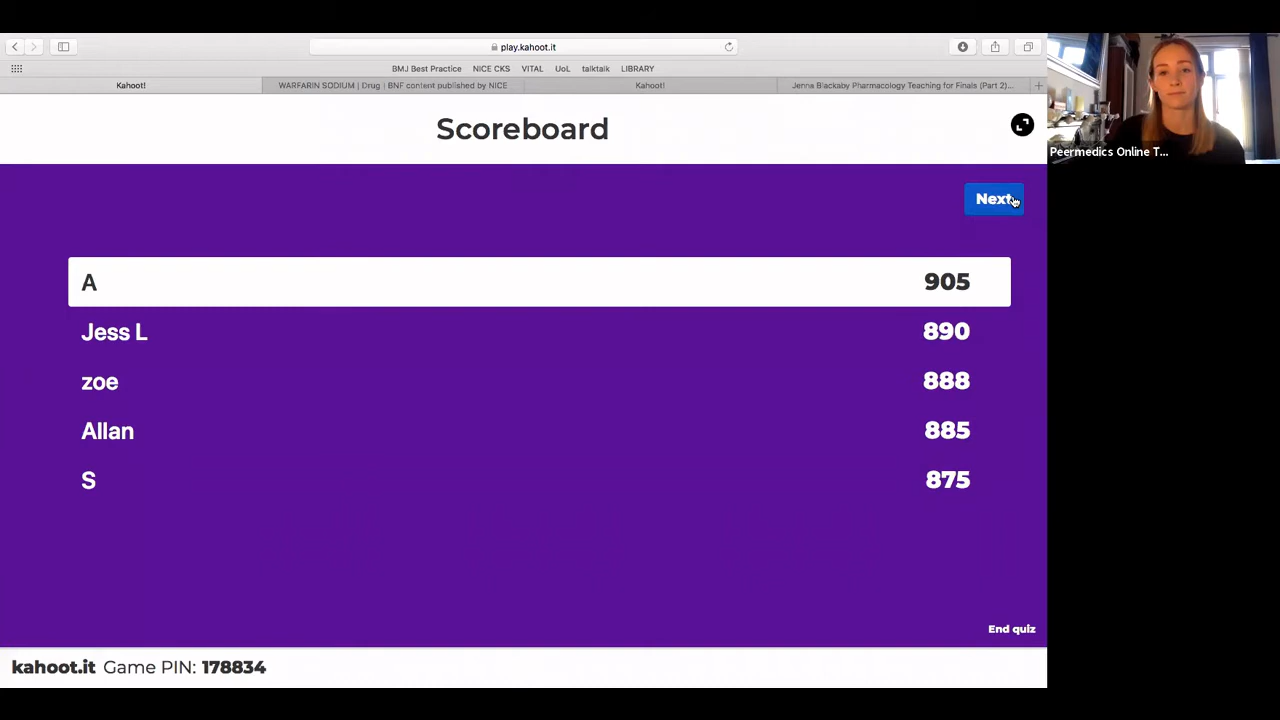 play.kahoot.it
BMJ Best Practice NICE CKS VITAL UoL talktalk LIBRARY
Kahoot! WARFARIN SODIUM | Drug | BNF content published by NICE Kahoot! Jenna Blackaby Pharmacology Teaching for Finals (Part 2)...
Scoreboard
Peermedics Online T...
Next
A 905
Jess L 890
zoe 888
Allan 885
S 875
End quiz
kahoot.it Game PIN: 178834